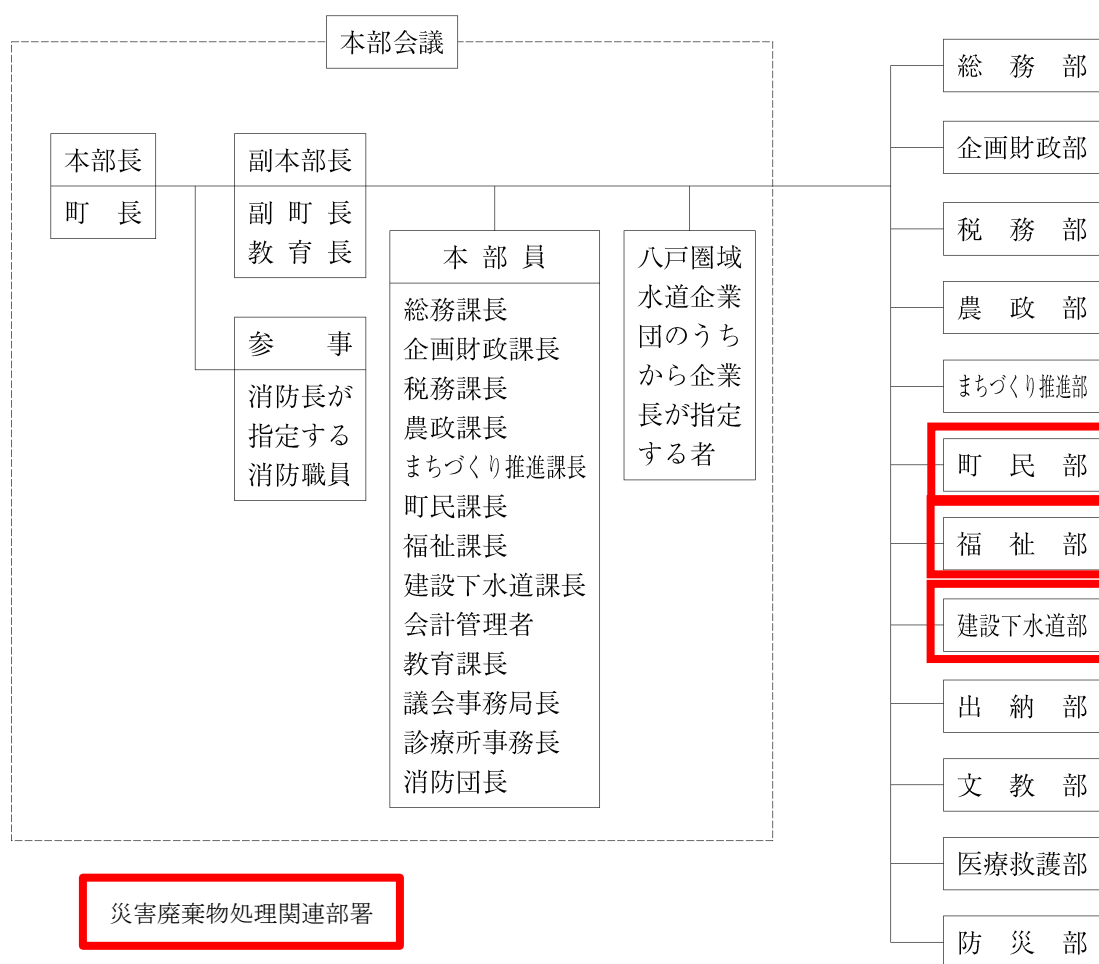 本部会議
本部長
町　長
副本部長
副 町 長
教 育 長
参　　事
消防長が
指定する
消防職員
本 部 員
総務課長
企画財政課長
税務課長
農政課長
まちづくり推進課長
町民課長
福祉課長
建設下水道課長
会計管理者
教育課長
議会事務局長
診療所事務長
消防団長
八戸圏域
水道企業
団のうち
から企業
長が指定
する者
総　務　部
企画財政部
税　務　部
農　政　部
まちづくり推進部
町　民　部
福　祉　部
建設下水道部
出　納　部
文　教　部
医療救護部
防　災　部
災害廃棄物処理関連部署